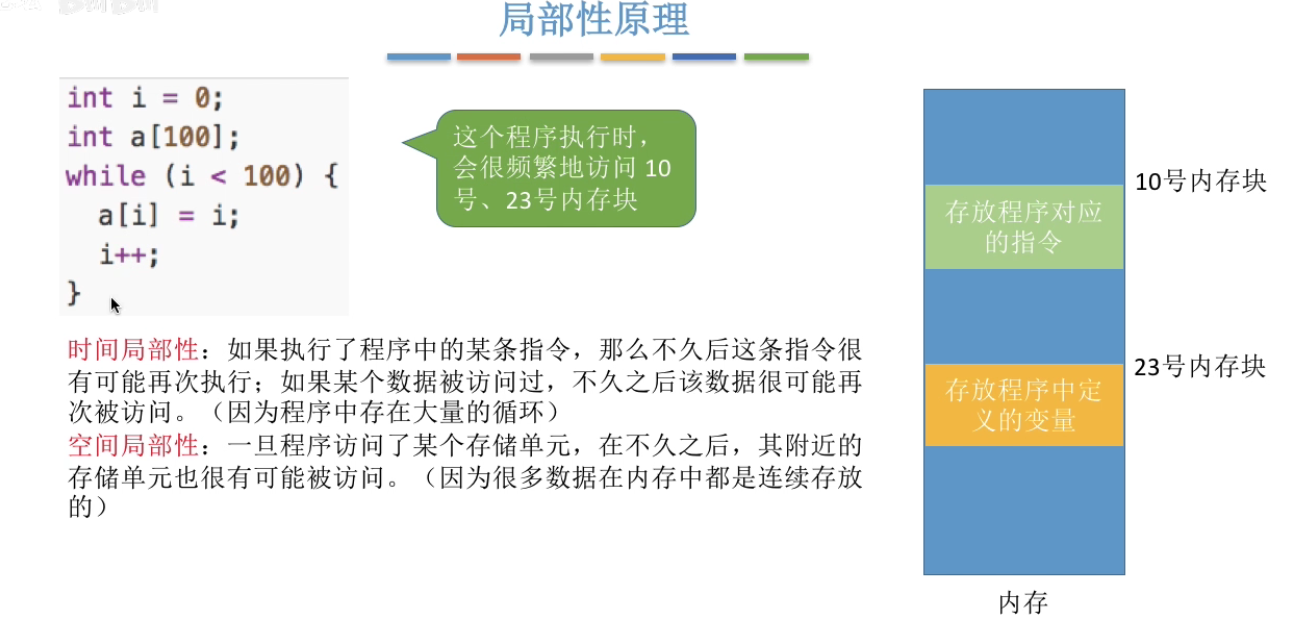 局部性原理
int i = 0;
int a[100];
while (i < 100) {
a[i] = i;
i++;
}
这个程序执行时，
会很频繁地访问 10
号、23号内存块
时间局部性：如果执行了程序中的某条指令，那么不久后这条指令很
有可能再次执行；如果某个数据被访问过，不久之后该数据很可能再
次被访问。（因为程序中存在大量的循环）
空间局部性：一旦程序访问了某个存储单元，在不久之后，其附近的
存储单元也很有可能被访问。（因为很多数据在内存中都是连续存放
的）
10号内存块
存放程序对应
的指令
23号内存块
存放程序中定
义的变量
内存